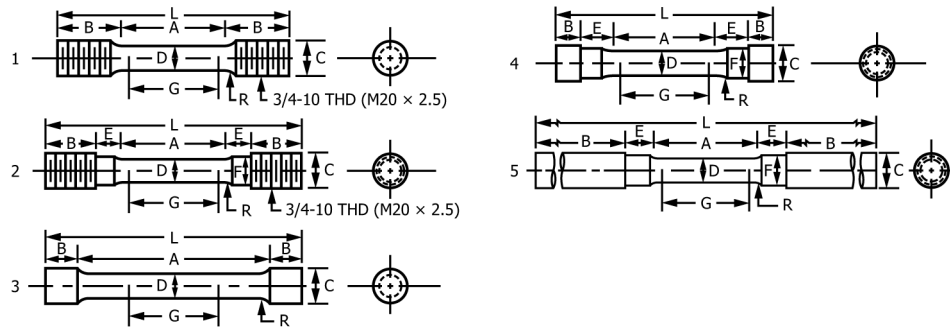 L
B A B
1 D C
G R
3/4-10 THD (M20 × 2.5)
L
B E A E B
2 D F C
G R
3/4-10 THD (M20 × 2.5)
L
B A B
3 D C
G R
L
B E A E B
4 D F C
G R
L
B E A E B
5 D F C
G R